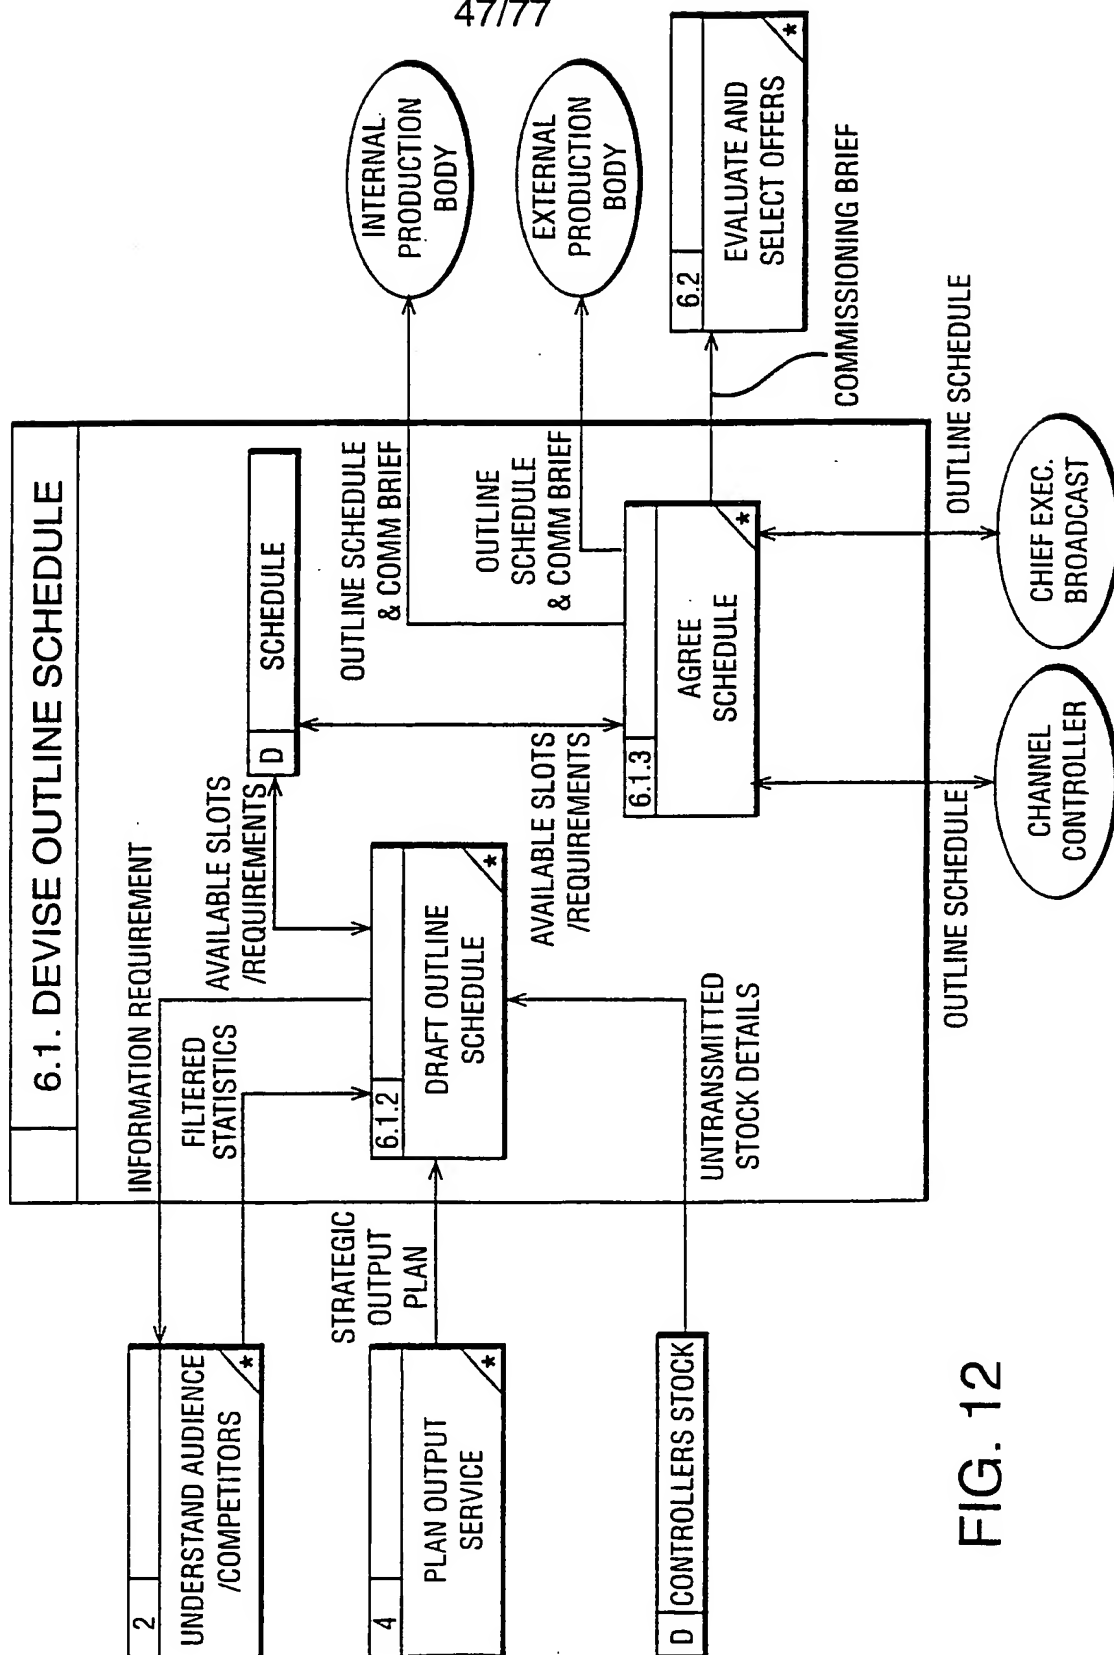 47/77
6.1. DEVISE OUTLINE SCHEDULE
2
UNDERSTAND AUDIENCE
/COMPETITORS
*
INFORMATION REQUIREMENT
FILTERED
STATISTICS
4
PLAN OUTPUT
SERVICE
*
STRATEGIC
OUTPUT
PLAN
D
CONTROLLERS STOCK
UNTRANSMITTED
STOCK DETAILS
6.1.2
DRAFT OUTLINE
SCHEDULE
*
AVAILABLE SLOTS
/REQUIREMENTS
D
SCHEDULE
AVAILABLE SLOTS
/REQUIREMENTS
6.1.3
AGREE
SCHEDULE
*
OUTLINE SCHEDULE
& COMM BRIEF
OUTLINE
SCHEDULE
& COMM BRIEF
INTERNAL
PRODUCTION
BODY
EXTERNAL
PRODUCTION
BODY
6.2
EVALUATE AND
SELECT OFFERS
*
COMMISSIONING BRIEF
OUTLINE SCHEDULE
CHANNEL
CONTROLLER
OUTLINE SCHEDULE
CHIEF EXEC.
BROADCAST
FIG. 12